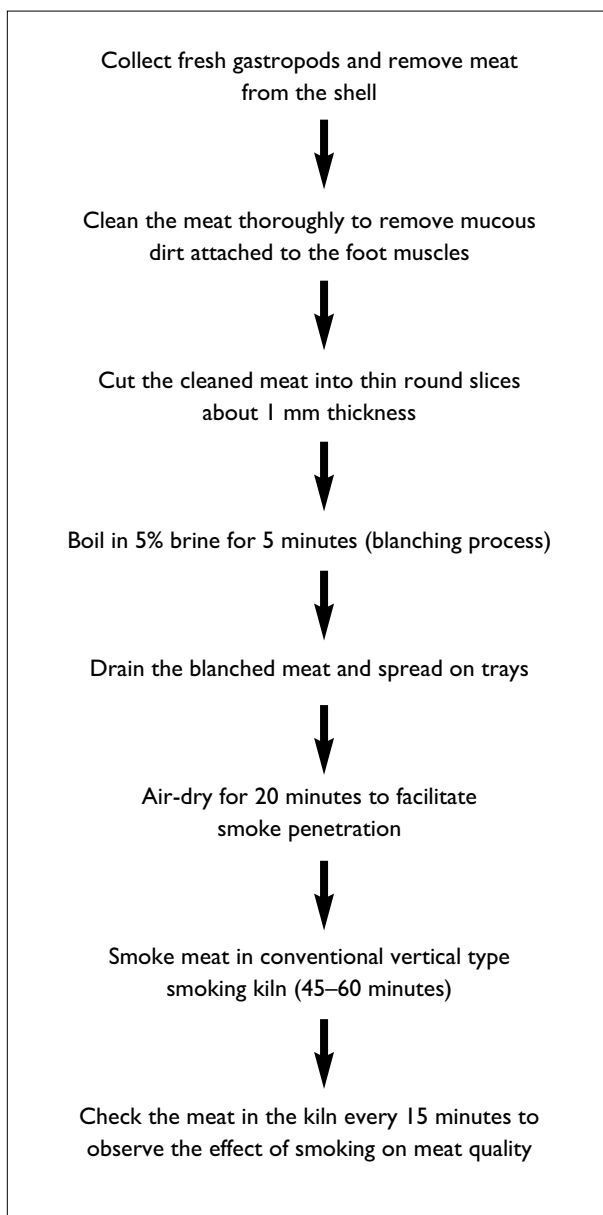 Collect fresh gastropods and remove meat
from the shell
Clean the meat thoroughly to remove mucous
dirt attached to the foot muscles
Cut the cleaned meat into thin round slices
about 1 mm thickness
Boil in 5% brine for 5 minutes (blanching process)
Drain the blanched meat and spread on trays
Air-dry for 20 minutes to facilitate
smoke penetration
Smoke meat in conventional vertical type
smoking kiln (45–60 minutes)
Check the meat in the kiln every 15 minutes to
observe the effect of smoking on meat quality